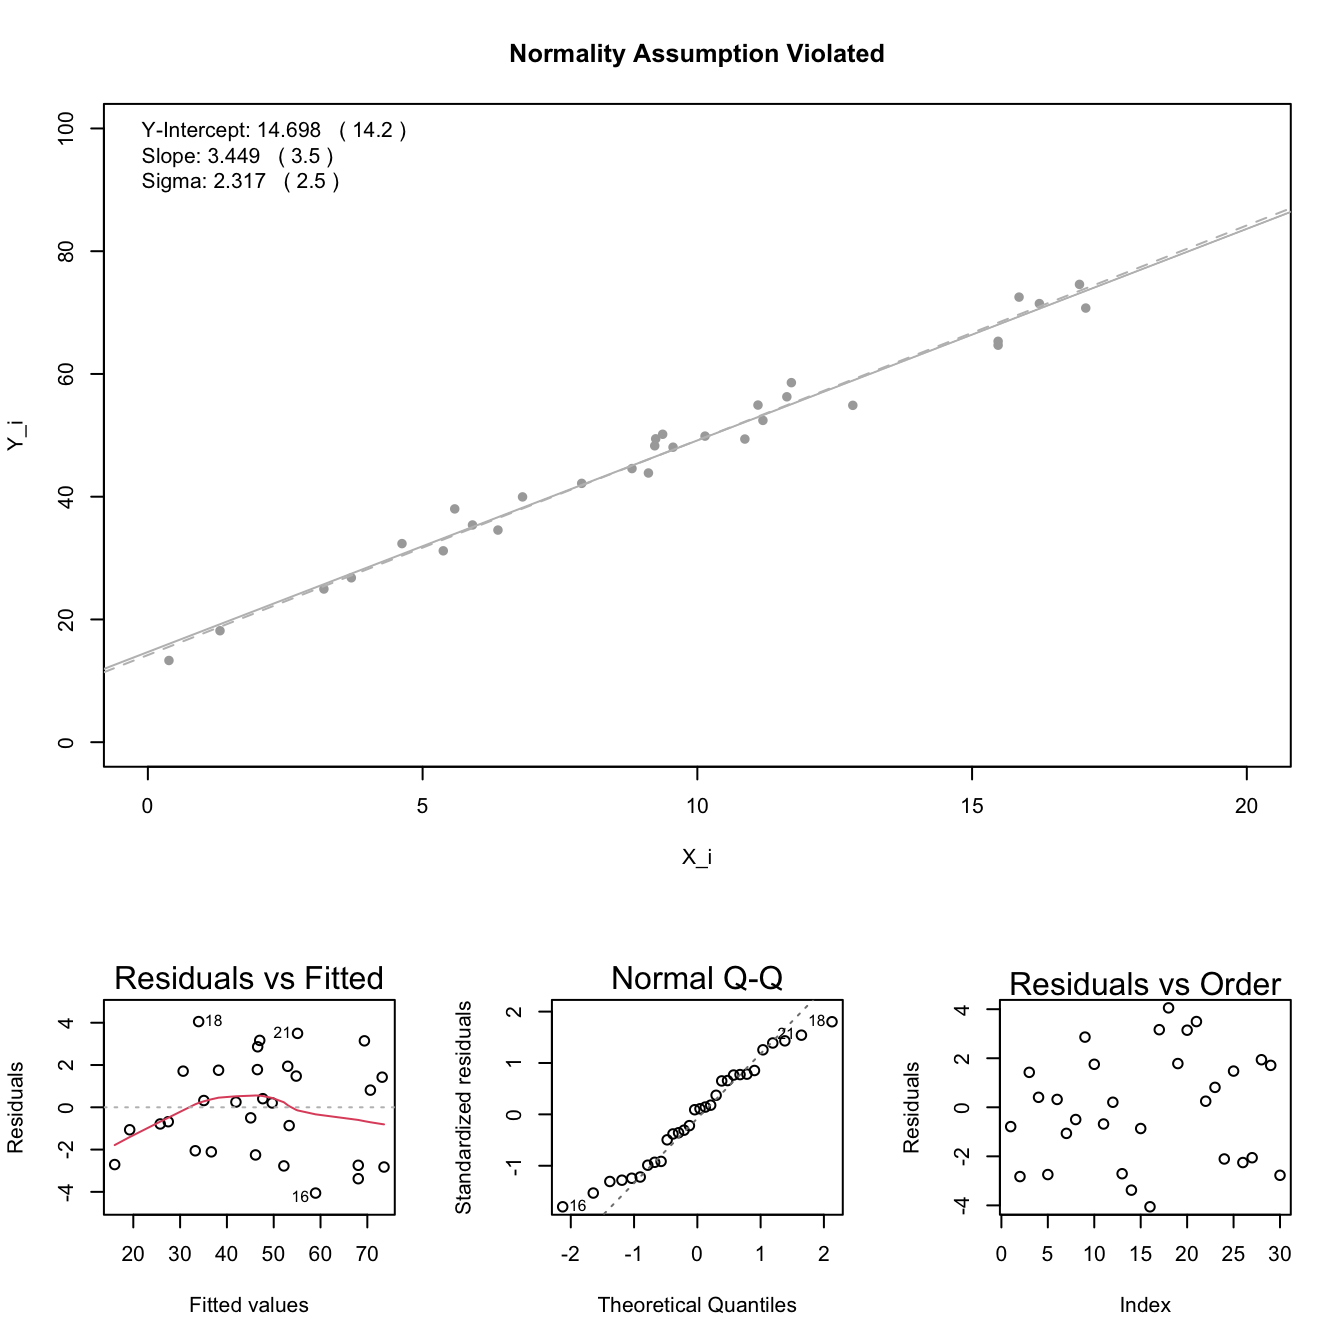 Normality Assumption Violated
Y-Intercept: 14.698 ( 14.2 )
Slope: 3.449 ( 3.5 )
Sigma: 2.317 ( 2.5 )
100
80
60
40
20
0
Y_i
0 5 10 15 20
X_i
Residuals vs Fitted
4
2
0
-2
-4
Residuals
18
21
16
20 30 40 50 60 70
Fitted values
Normal Q-Q
2
1
0
-1
Standardized residuals
18
21
16
-2 -1 0 1 2
Theoretical Quantiles
Residuals vs Order
4
2
0
-2
-4
Residuals
0 5 10 15 20 25 30
Index